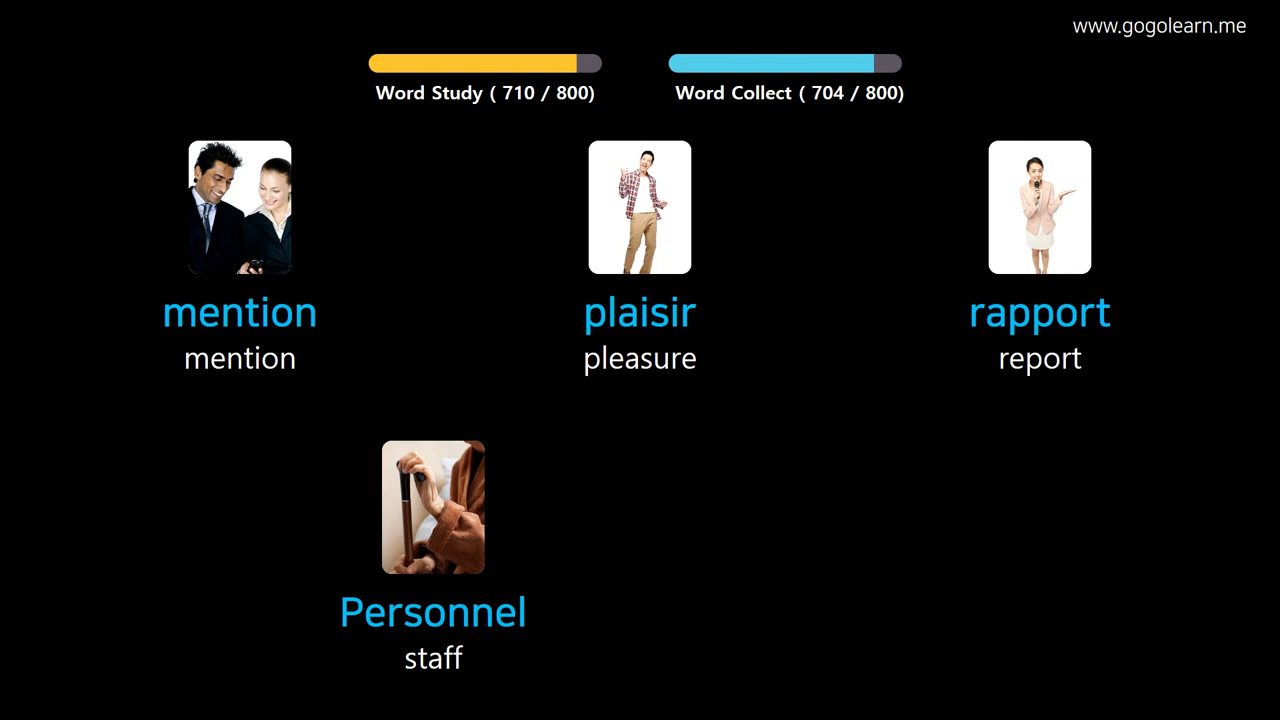 www.gogolearn.me
Word Study ( 710 / 800)
Word Collect ( 704 / 800)
mention
plaisir
rapport
mention
pleasure
report
Personnel
staff